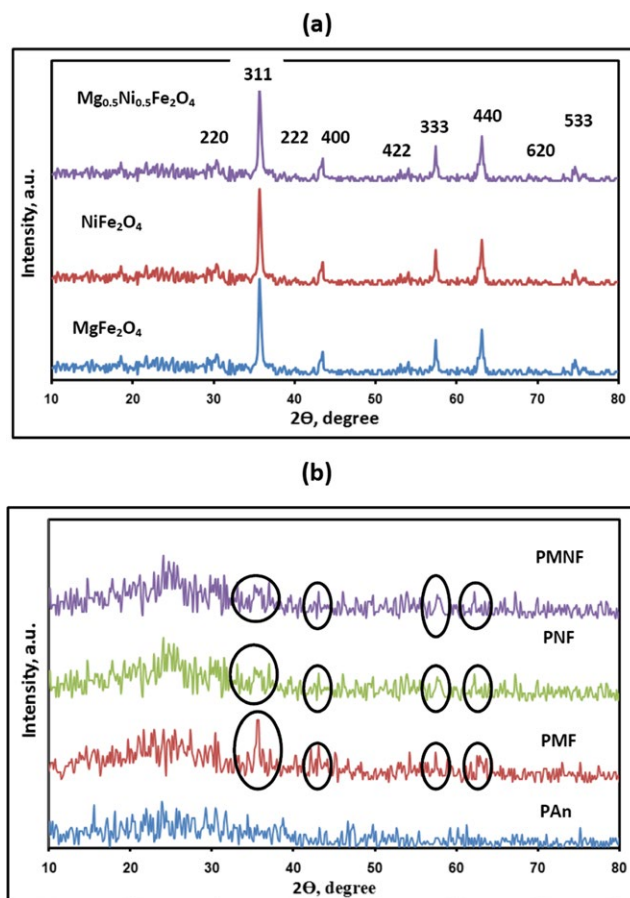 (a)
311
Mg₀.₅Ni₀.₅Fe₂O₄
220
222
400
422
333
440
620
533
NiFe₂O₄
MgFe₂O₄
Intensity, a.u.
10 20 30 40 50 60 70 80
2Ө, degree
(b)
PMNF
PNF
PMF
PAn
Intensity, a.u.
10 20 30 40 50 60 70 80
2Ө, degree